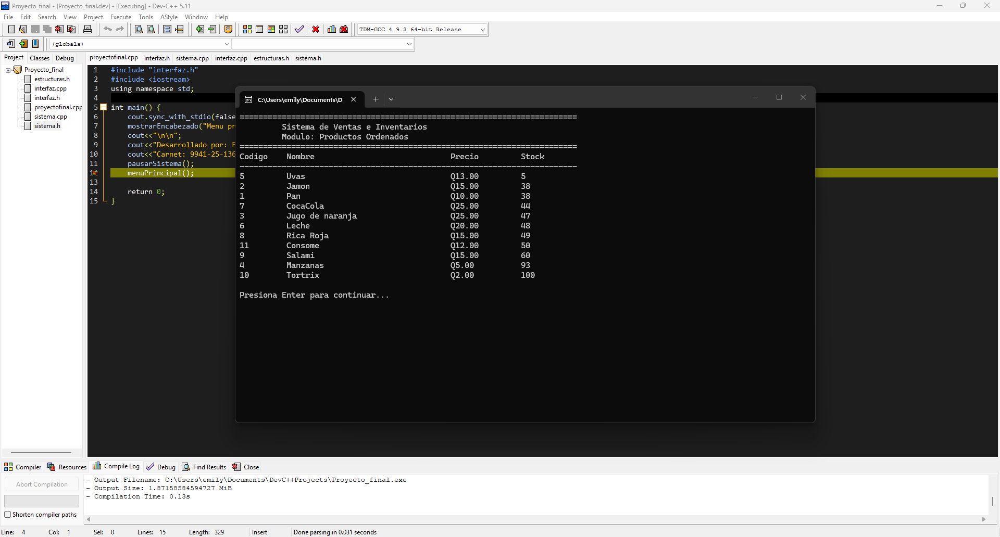 Proyecto_final - [Proyecto_final.dev] - [Executing] - Dev-C++ 5.11
File Edit Search View Project Execute Tools AStyle Window Help
TDM-GCC 4.9.2 64-bit Release
(globals)
Project Classes Debug
proyectofinal.cpp interfaz.h sistema.cpp interfaz.cpp estructuras.h sistema.h
Proyecto_final
estructuras.h
interfaz.cpp
interfaz.h
proyectofinal.cpp
sistema.cpp
sistema.h
1 #include "interfaz.h"
2 #include <iostream>
3 using namespace std;
4
5 int main() {
6 cout.sync_with_stdio(false
7 mostrarEncabezado("Menu pr
8 cout<<"\n\n";
9 cout<<"Desarrollado por: E
10 cout<<"Carnet: 9941-25-136
11 pausarSistema();
12 menuPrincipal();
13
14 return 0;
15 }
C:\Users\emily\Documents\D
========================================================================
Sistema de Ventas e Inventarios
Modulo: Productos Ordenados
========================================================================
Codigo Nombre Precio Stock
------------------------------------------------------------------------
5 Uvas Q13.00 5
2 Jamon Q15.00 38
1 Pan Q10.00 38
7 CocaCola Q25.00 44
3 Jugo de naranja Q25.00 47
6 Leche Q20.00 48
8 Rica Roja Q15.00 49
11 Consome Q12.00 50
9 Salami Q15.00 60
4 Manzanas Q5.00 93
10 Tortrix Q2.00 100
Presiona Enter para continuar...
Compiler Resources Compile Log Debug Find Results Close
Abort Compilation
Shorten compiler paths
- Output Filename: C:\Users\emily\Documents\DevC++Projects\Proyecto_final.exe
- Output Size: 1.87158584594727 MiB
- Compilation Time: 0.13s
Line: 4 Col: 1 Sel: 0 Lines: 15 Length: 329 Insert Done parsing in 0.031 seconds